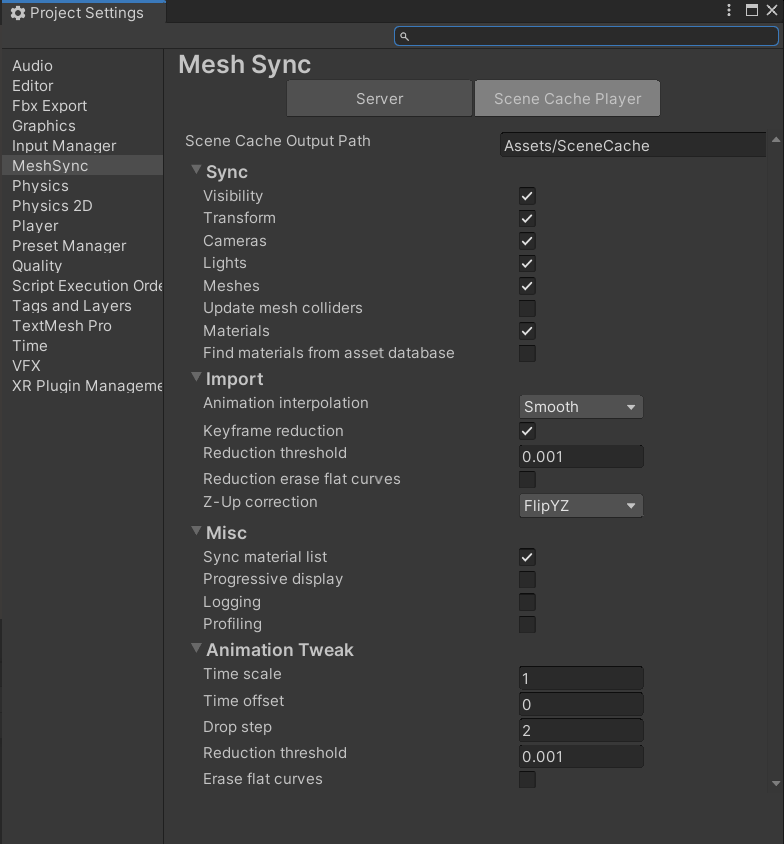 Project Settings
Audio
Editor
Fbx Export
Graphics
Input Manager
MeshSync
Physics
Physics 2D
Player
Preset Manager
Quality
Script Execution Orde
Tags and Layers
TextMesh Pro
Time
VFX
XR Plugin Manageme
Mesh Sync
Server
Scene Cache Player
Scene Cache Output Path
Assets/SceneCache
Sync
Visibility
Transform
Cameras
Lights
Meshes
Update mesh colliders
Materials
Find materials from asset database
Import
Animation interpolation
Smooth
Keyframe reduction
Reduction threshold
0.001
Reduction erase flat curves
Z-Up correction
FlipYZ
Misc
Sync material list
Progressive display
Logging
Profiling
Animation Tweak
Time scale
1
Time offset
0
Drop step
2
Reduction threshold
0.001
Erase flat curves